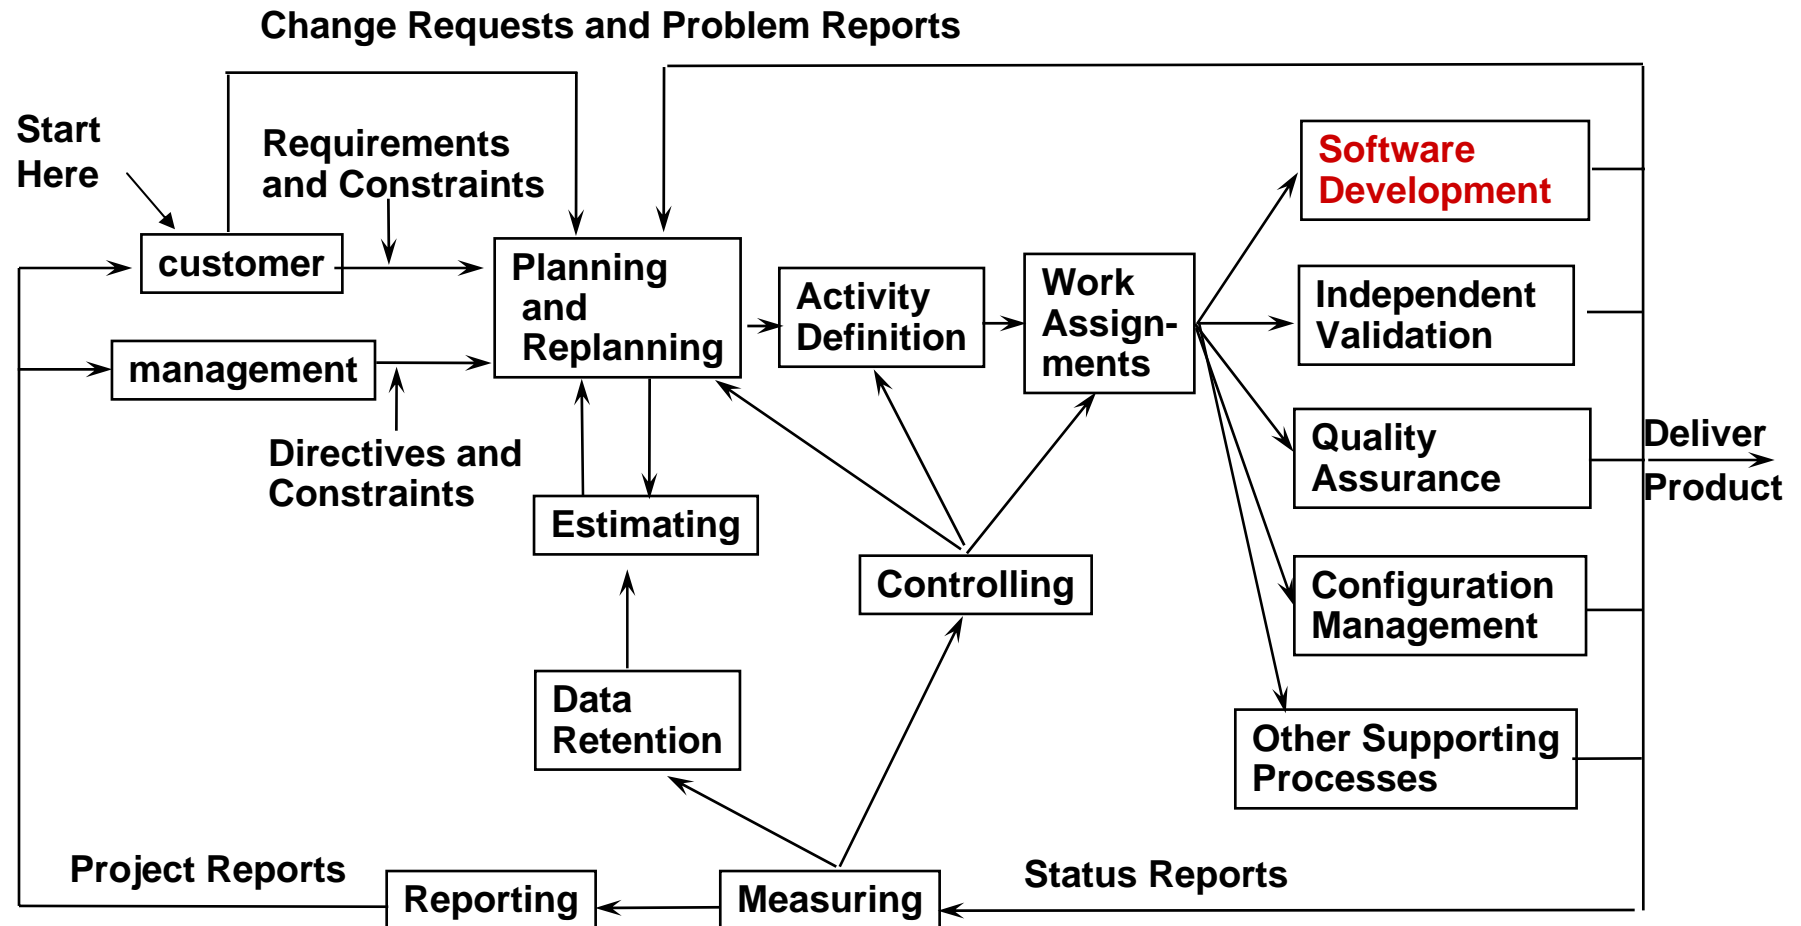 Change Requests and Problem Reports
Start
Here
Requirements
and Constraints
customer
management
Directives and
Constraints
Planning
and
Replanning
Activity
Definition
Work
Assign-
ments
Software
Development
Independent
Validation
Quality
Assurance
Configuration
Management
Other Supporting
Processes
Deliver
Product
Estimating
Controlling
Data
Retention
Project Reports
Reporting
Measuring
Status Reports